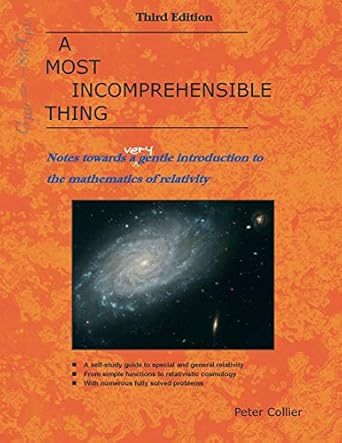 Third Edition
A
MOST
INCOMPREHENSIBLE
THING
very
Notes towards a gentle introduction to
the mathematics of relativity
A self-study guide to special and general relativity
From simple functions to relativistic cosmology
With numerous fully solved problems
Peter Collier